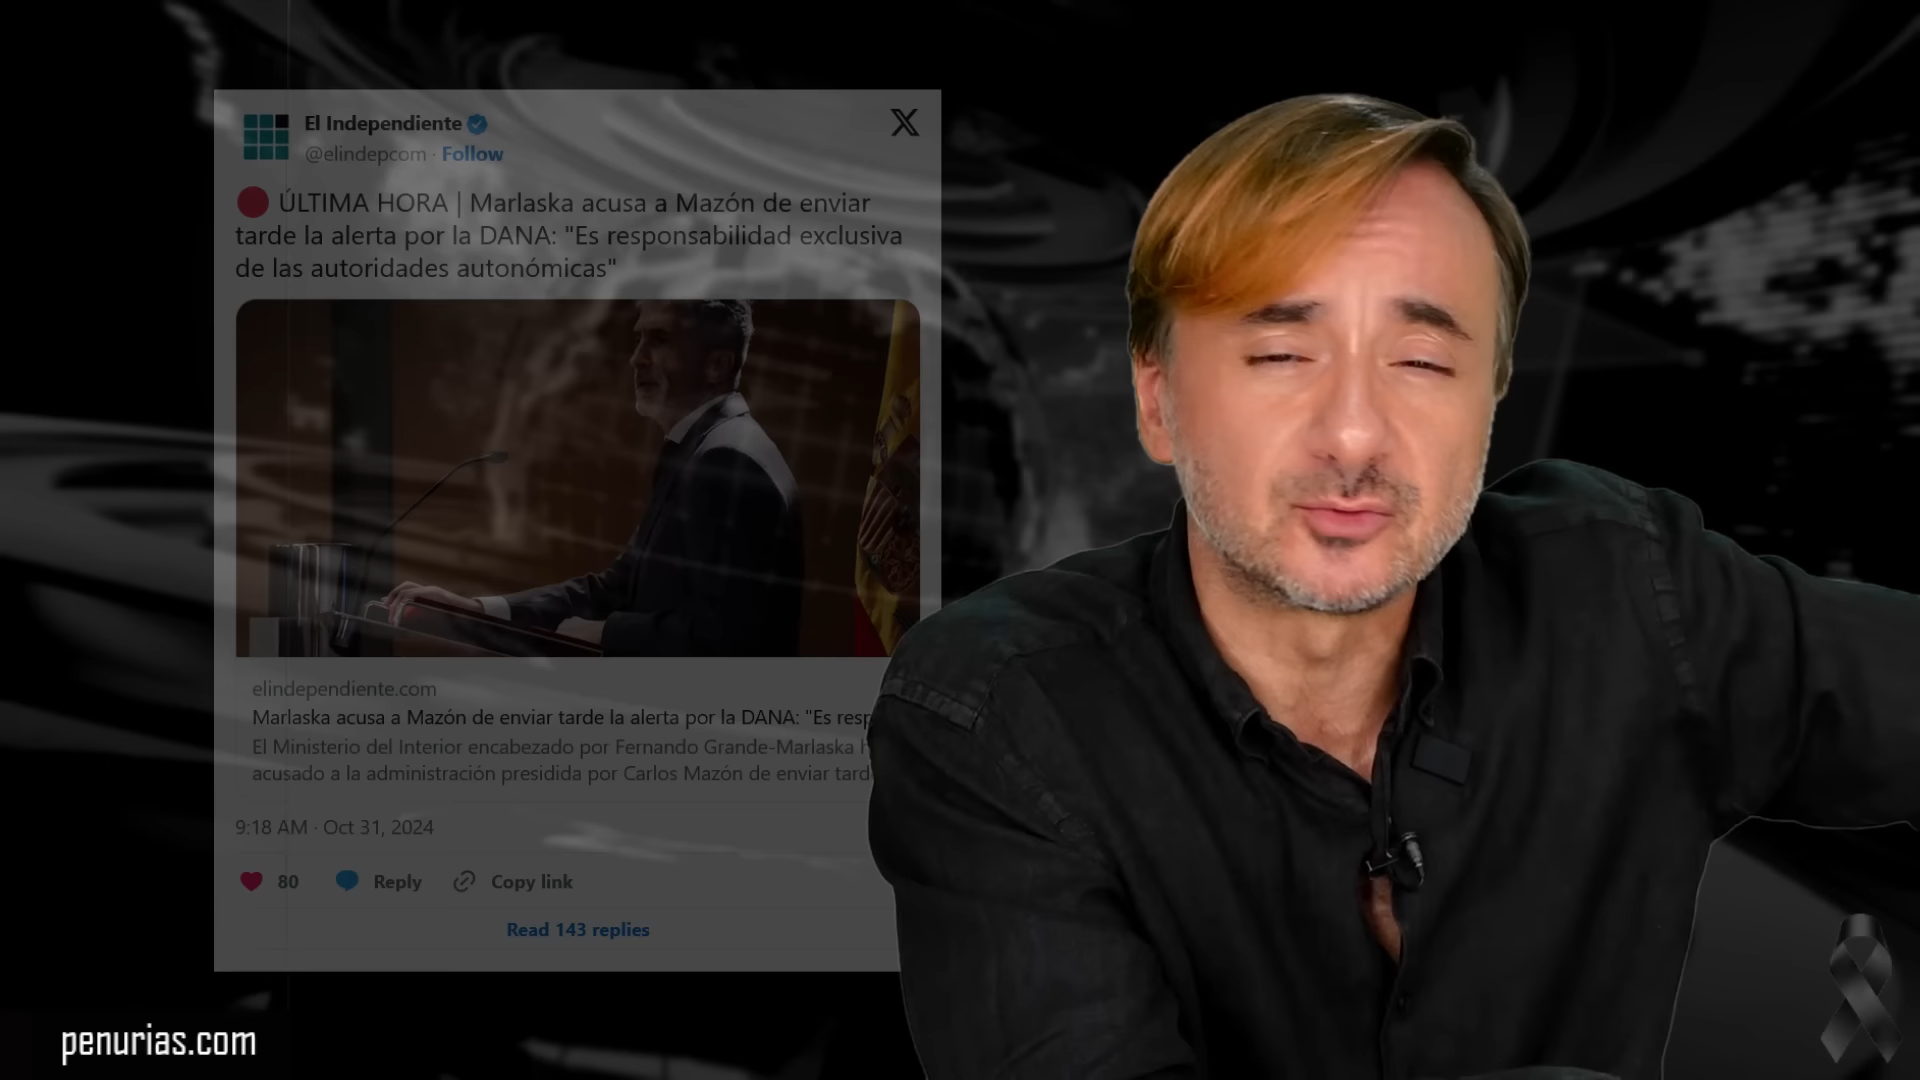 El Independiente
@elindepcom · Follow
ÚLTIMA HORA | Marlaska acusa a Mazón de enviar
tarde la alerta por la DANA: "Es responsabilidad exclusiva
de las autoridades autonómicas"
elindependiente.com
Marlaska acusa a Mazón de enviar tarde la alerta por la DANA: "Es resp
El Ministerio del Interior encabezado por Fernando Grande-Marlaska h
acusado a la administración presidida por Carlos Mazón de enviar tard
9:18 AM · Oct 31, 2024
80 Reply Copy link
Read 143 replies
penurias.com